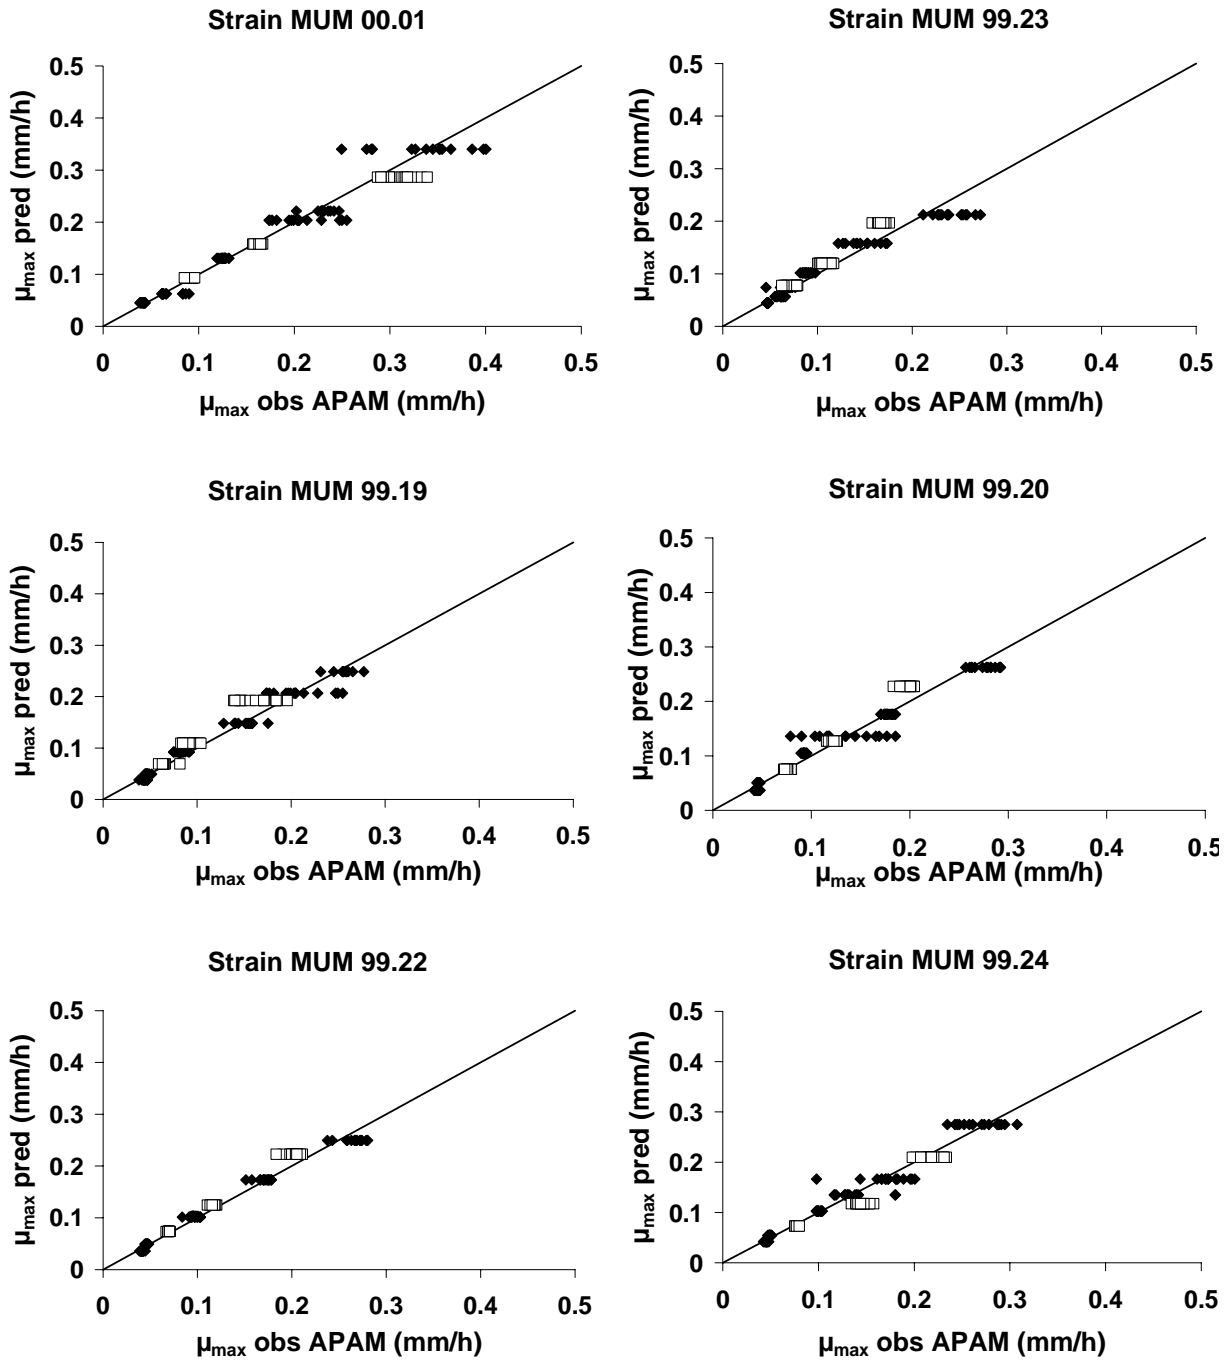 Strain MUM 00.01
Strain MUM 99.23
μmax pred (mm/h)
0.5
0.4
0.3
0.2
0.1
0
0 0.1 0.2 0.3 0.4 0.5
μmax obs APAM (mm/h)
μmax pred (mm/h)
0.5
0.4
0.3
0.2
0.1
0
0 0.1 0.2 0.3 0.4 0.5
μmax obs APAM (mm/h)
Strain MUM 99.19
Strain MUM 99.20
μmax pred (mm/h)
0.5
0.4
0.3
0.2
0.1
0
0 0.1 0.2 0.3 0.4 0.5
μmax obs APAM (mm/h)
μmax pred (mm/h)
0.5
0.4
0.3
0.2
0.1
0
0 0.1 0.2 0.3 0.4 0.5
μmax obs APAM (mm/h)
Strain MUM 99.22
Strain MUM 99.24
μmax pred (mm/h)
0.5
0.4
0.3
0.2
0.1
0
0 0.1 0.2 0.3 0.4 0.5
μmax obs APAM (mm/h)
μmax pred (mm/h)
0.5
0.4
0.3
0.2
0.1
0
0 0.1 0.2 0.3 0.4 0.5
μmax obs APAM (mm/h)